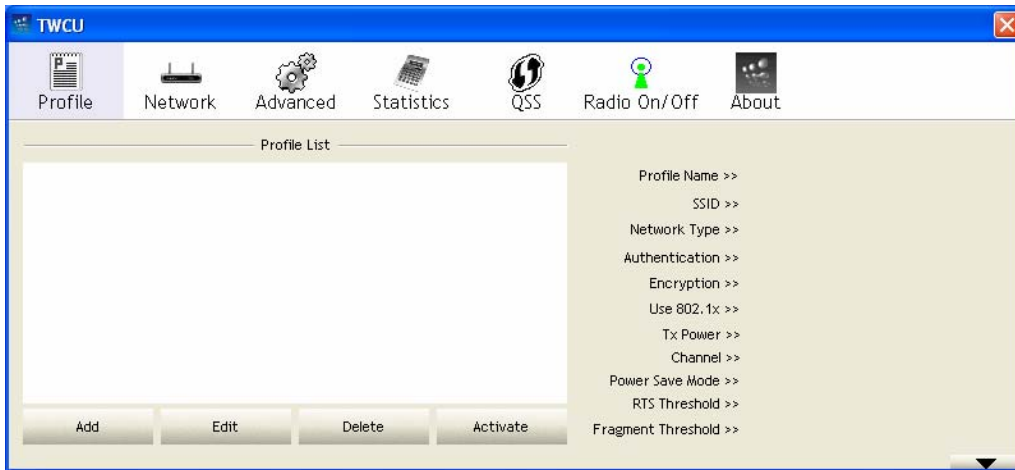 TWCU
Profile Network Advanced Statistics QSS Radio On/Off About
Profile List
Profile Name >>
SSID >>
Network Type >>
Authentication >>
Encryption >>
Use 802.1x >>
Tx Power >>
Channel >>
Power Save Mode >>
RTS Threshold >>
Fragment Threshold >>
Add Edit Delete Activate